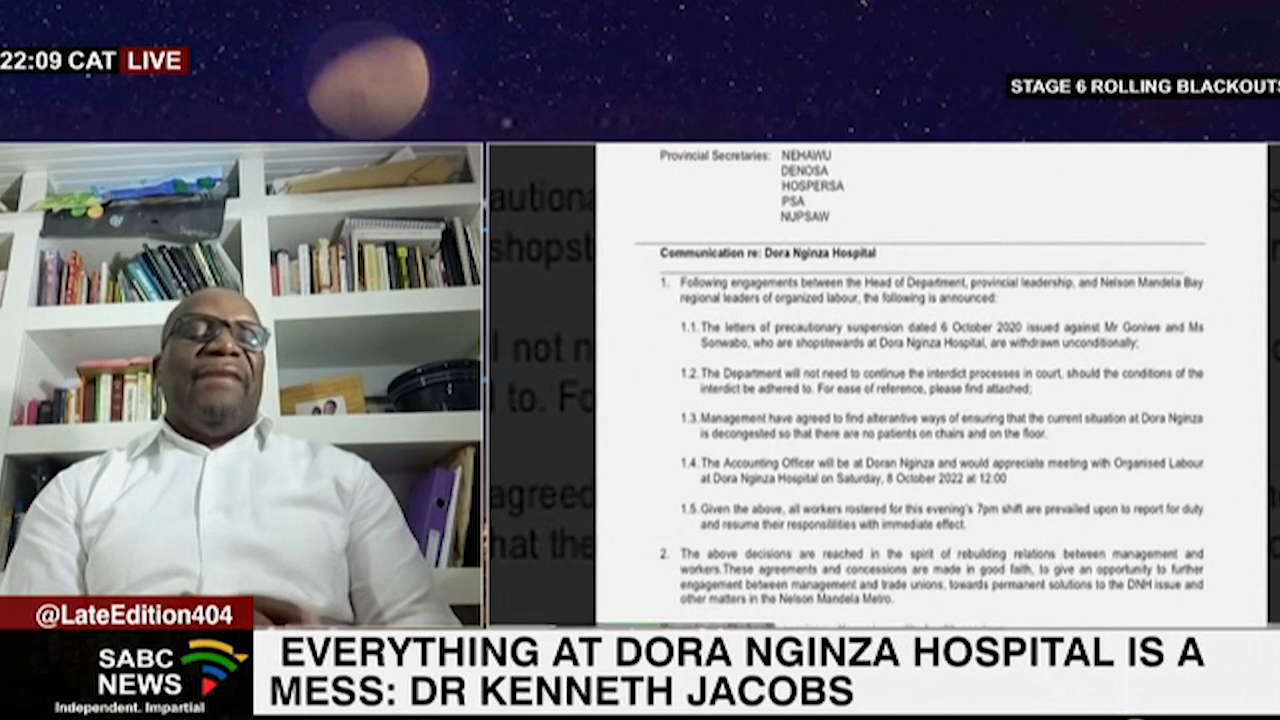 22:09 CAT LIVE
STAGE 6 ROLLING BLACKOUTS
Provincial Secretaries: NEHAWU
DENOSA
HOSPERSA
PSA
NUPSAW
Communication re: Dora Nginza Hospital
1. Following engagements between the Head of Department, provincial leadership, and Nelson Mandela Bay
regional leaders of organized labour, the following is announced:
1.1. The letters of precautionary suspension dated 6 October 2020 issued against Mr Goniwe and Ms
Sonwabo, who are shopstewards at Dora Nginza Hospital, are withdrawn unconditionally;
1.2. The Department will not need to continue the interdict processes in court, should the conditions of the
interdict be adhered to. For ease of reference, please find attached;
1.3. Management have agreed to find alterantive ways of ensuring that the current situation at Dora Nginza
is decongested so that there are no patients on chairs and on the floor.
1.4. The Accounting Officer will be at Doran Nginza and would appreciate meeting with Organised Labour
at Dora Nginza Hospital on Saturday, 8 October 2022 at 12:00
1.5. Given the above, all workers rostered for this evening's 7pm shift are prevailed upon to report for duty
and resume their responsilities with immediate effect.
2. The above decisions are reached in the spirit of rebuilding relations between management and
workers.These agreements and concessions are made in good faith, to give an opportunity to further
engagement between management and trade unions, towards permanent solutions to the DNH issue and
other matters in the Nelson Mandela Metro.
@LateEdition404
SABC
NEWS
Independent. Impartial
EVERYTHING AT DORA NGINZA HOSPITAL IS A
MESS: DR KENNETH JACOBS